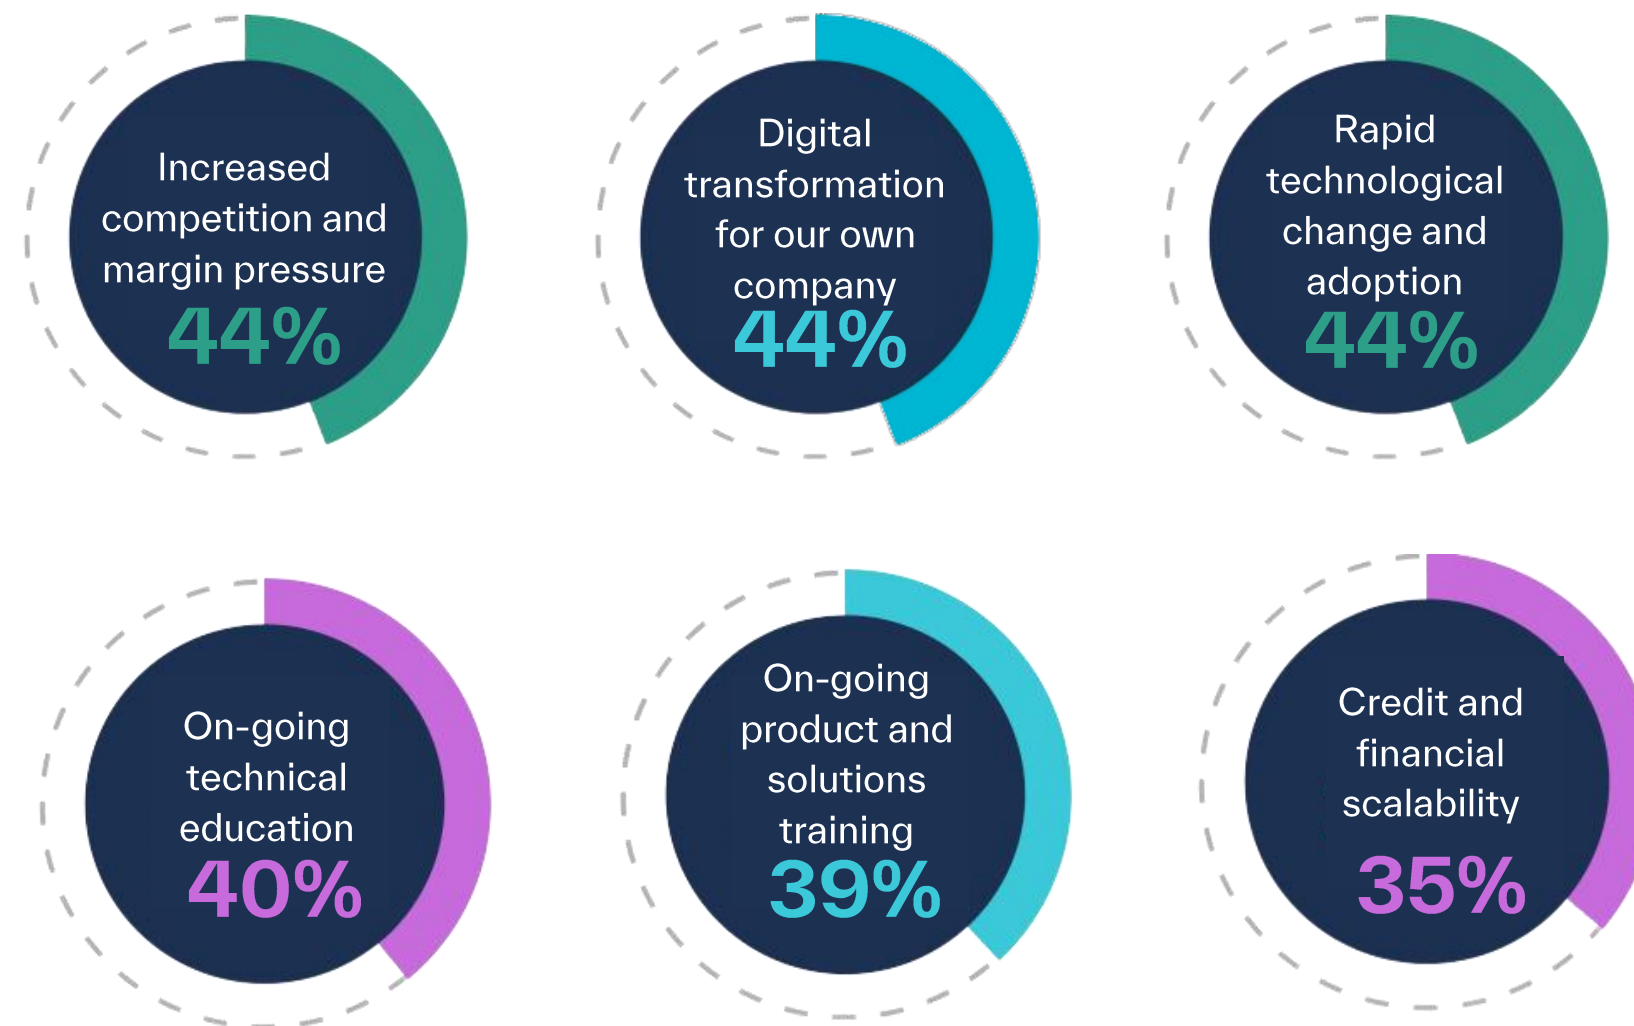 Increased
competition and
margin pressure
44%
Digital
transformation
for our own
company
44%
Rapid
technological
change and
adoption
44%
On-going
technical
education
40%
On-going
product and
solutions
training
39%
Credit and
financial
scalability
35%